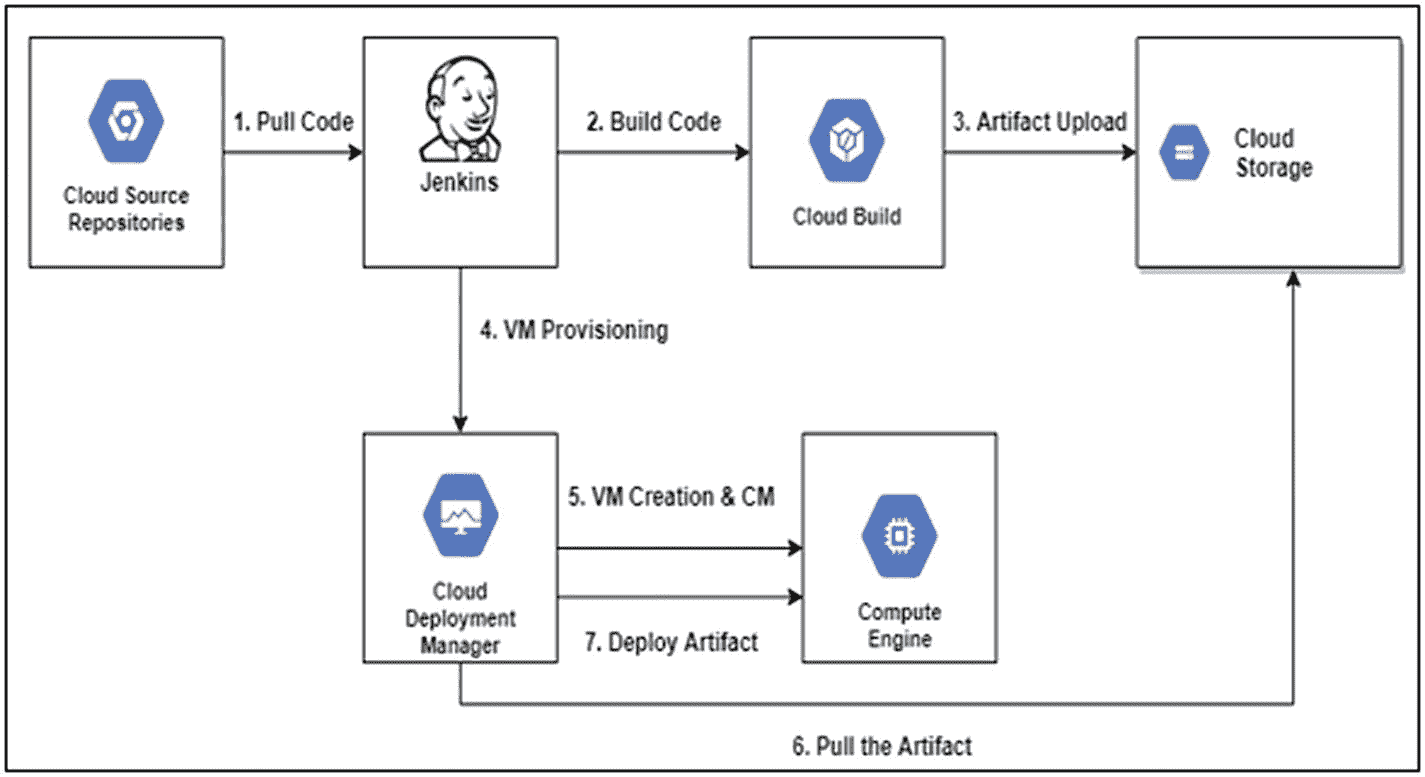 1. Pull Code
2. Build Code
3. Artifact Upload
Cloud
Storage
Jenkins
Cloud Source
Repositories
Cloud Build
4. VM Provisioning
5. VM Creation & CM
Cloud
Deployment
Manager
Compute
Engine
7. Deploy Artifact
6. Pull the Artifact